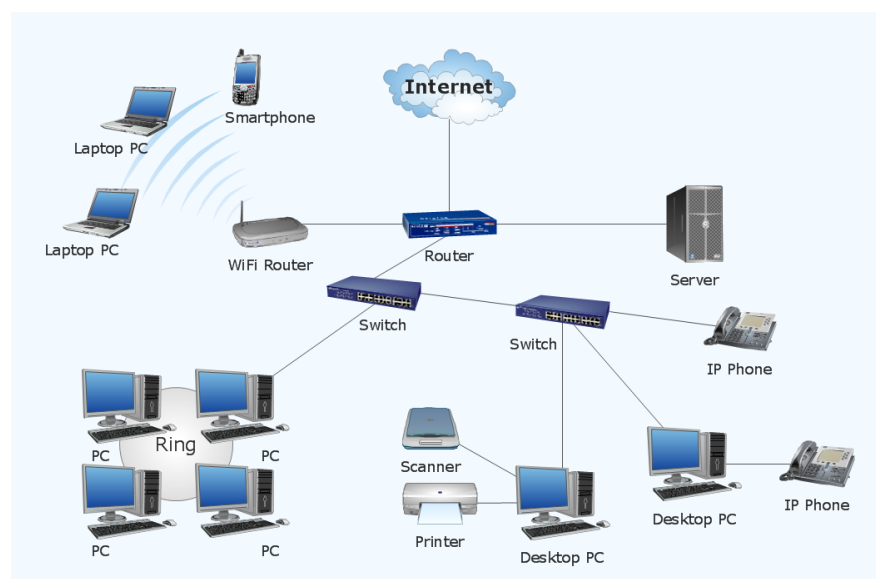 Internet
Smartphone
Laptop PC
Laptop PC
WiFi Router
Router
Server
Switch
Switch
IP Phone
PC
Ring
PC
Scanner
PC
PC
Printer
Desktop PC
Desktop PC
IP Phone